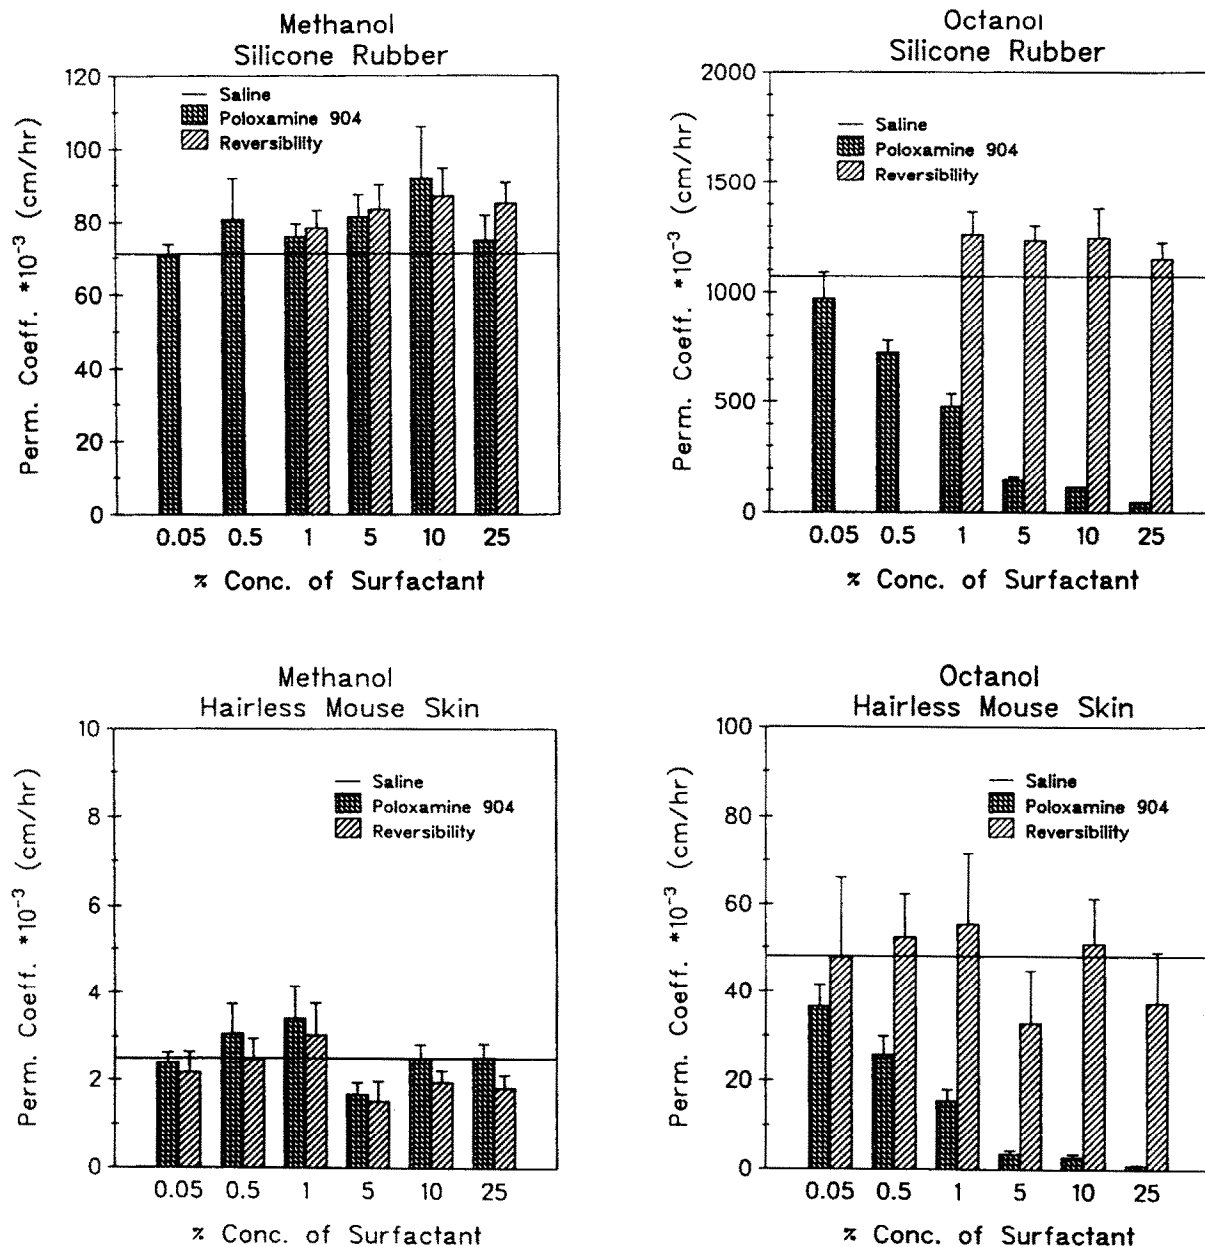 Methanol
Silicone Rubber
120
100
80
60
40
20
0
Perm. Coeff. *10⁻³ (cm/hr)
Saline
Poloxamine 904
Reversibility
0.05 0.5 1 5 10 25
% Conc. of Surfactant
Octanol
Silicone Rubber
2000
1500
1000
500
0
Perm. Coeff. *10⁻³ (cm/hr)
Saline
Poloxamine 904
Reversibility
0.05 0.5 1 5 10 25
% Conc. of Surfactant
Methanol
Hairless Mouse Skin
10
8
6
4
2
0
Perm. Coeff. *10⁻³ (cm/hr)
Saline
Poloxamine 904
Reversibility
0.05 0.5 1 5 10 25
% Conc. of Surfactant
Octanol
Hairless Mouse Skin
100
80
60
40
20
0
Perm. Coeff. *10⁻³ (cm/hr)
Saline
Poloxamine 904
Reversibility
0.05 0.5 1 5 10 25
% Conc. of Surfactant